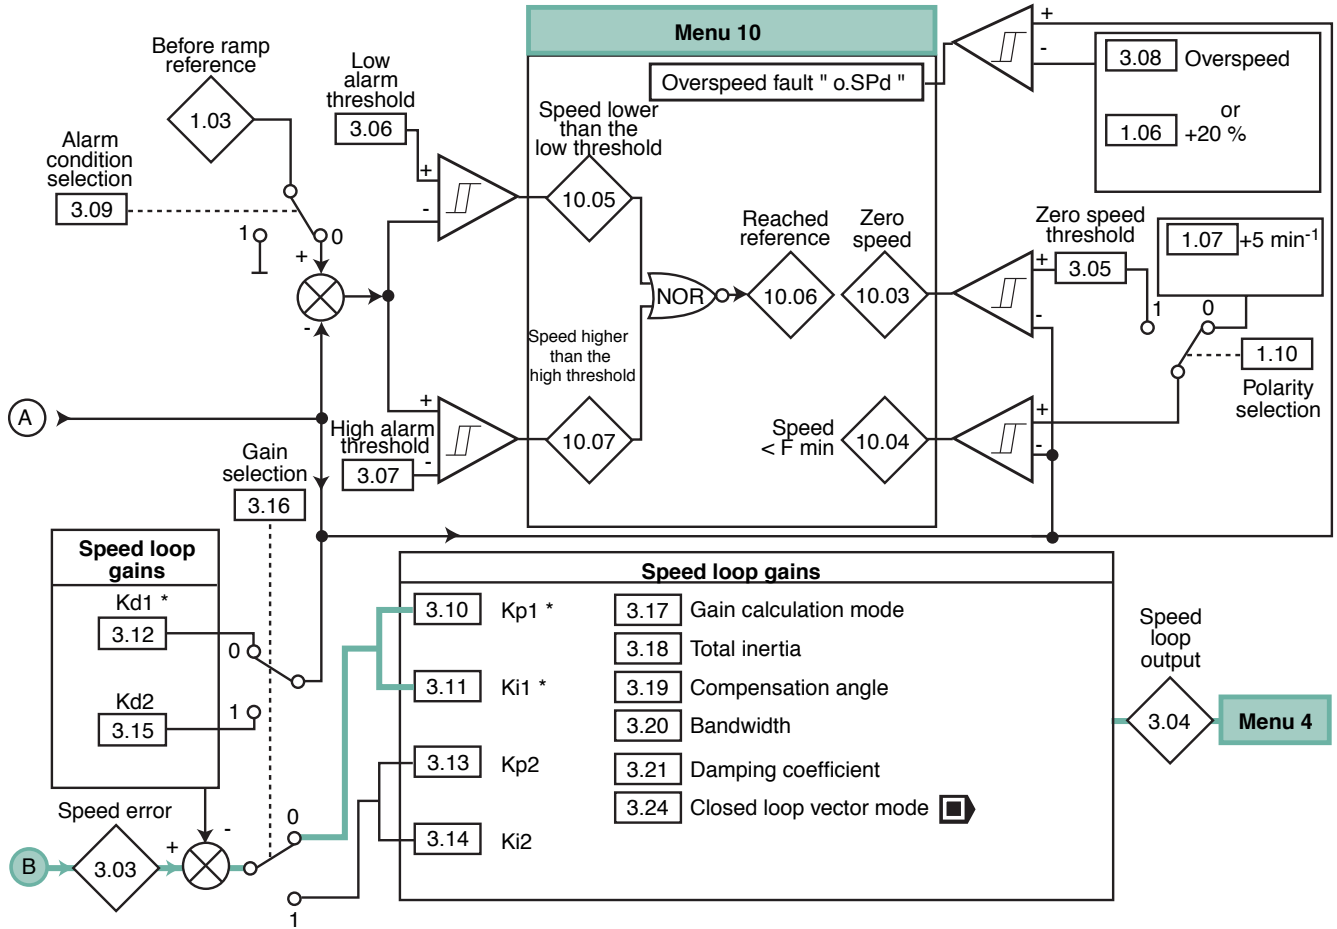 Before ramp
reference
1.03
Alarm
condition
selection
3.09
1
0
+
-
A
Low
alarm
threshold
3.06
+
-
High alarm
threshold
3.07
+
-
Menu 10
Overspeed fault " o.SPd "
Speed lower
than the
low threshold
10.05
NOR
Speed higher
than the
high threshold
10.07
Reached
reference
10.06
Zero
speed
10.03
Speed
< F min
10.04
+
-
3.08 Overspeed
or
1.06 +20 %
Zero speed
threshold
3.05
+
-
1
0
1.07 +5 min-1
1.10
Polarity
selection
+
-
Gain
selection
3.16
Speed loop
gains
Kd1 *
3.12
0
Kd2
3.15
1
Speed error
B
3.03
+
-
0
1
Speed loop gains
3.10 Kp1 *
3.11 Ki1 *
3.13 Kp2
3.14 Ki2
3.17 Gain calculation mode
3.18 Total inertia
3.19 Compensation angle
3.20 Bandwidth
3.21 Damping coefficient
3.24 Closed loop vector mode
Speed
loop
output
3.04
Menu 4